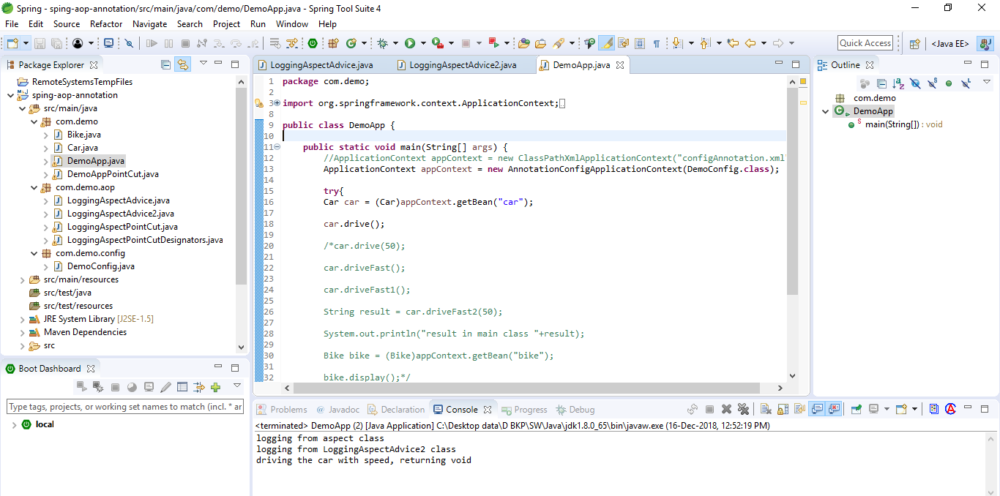 Spring - sping-aop-annotation/src/main/java/com/demo/DemoApp.java - Spring Tool Suite 4
File Edit Source Refactor Navigate Search Project Run Window Help
Quick Access
<Java EE>
Package Explorer
RemoteSystemsTempFiles
sping-aop-annotation
src/main/java
com.demo
Bike.java
Car.java
DemoApp.java
DemoAppPointCut.java
com.demo.aop
LoggingAspectAdvice.java
LoggingAspectAdvice2.java
LoggingAspectPointCut.java
LoggingAspectPointCutDesignators.java
com.demo.config
DemoConfig.java
src/main/resources
src/test/java
src/test/resources
JRE System Library [J2SE-1.5]
Maven Dependencies
src
Boot Dashboard
Type tags, projects, or working set names to match (incl. * ar
local
LoggingAspectAdvice.java LoggingAspectAdvice2.java DemoApp.java
1 package com.demo;
2
3 import org.springframework.context.ApplicationContext;
8
9 public class DemoApp {
10
11 public static void main(String[] args) {
12 //ApplicationContext appContext = new ClassPathXmlApplicationContext("configAnnotation.xml"
13 ApplicationContext appContext = new AnnotationConfigApplicationContext(DemoConfig.class);
14
15 try{
16 Car car = (Car)appContext.getBean("car");
17
18 car.drive();
19
20 /*car.drive(50);
21
22 car.driveFast();
23
24 car.driveFast1();
25
26 String result = car.driveFast2(50);
27
28 System.out.println("result in main class "+result);
29
30 Bike bike = (Bike)appContext.getBean("bike");
31
32 bike.display();*/
Outline
com.demo
DemoApp
main(String[]) : void
Problems Javadoc Declaration Console Progress Debug
<terminated> DemoApp (2) [Java Application] C:\Desktop data\D BKP\SW\Java\jdk1.8.0_65\bin\javaw.exe (16-Dec-2018, 12:52:19 PM)
logging from aspect class
logging from LoggingAspectAdvice2 class
driving the car with speed, returning void